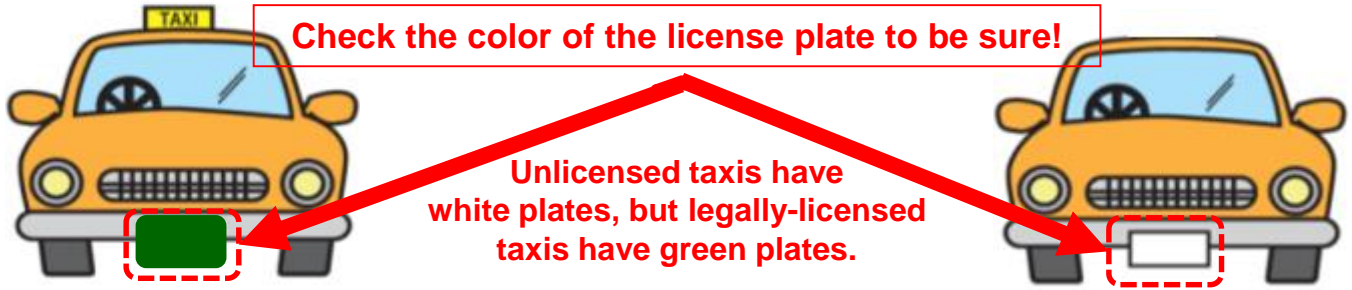 TAXI
Check the color of the license plate to be sure!
Unlicensed taxis have
white plates, but legally-licensed
taxis have green plates.